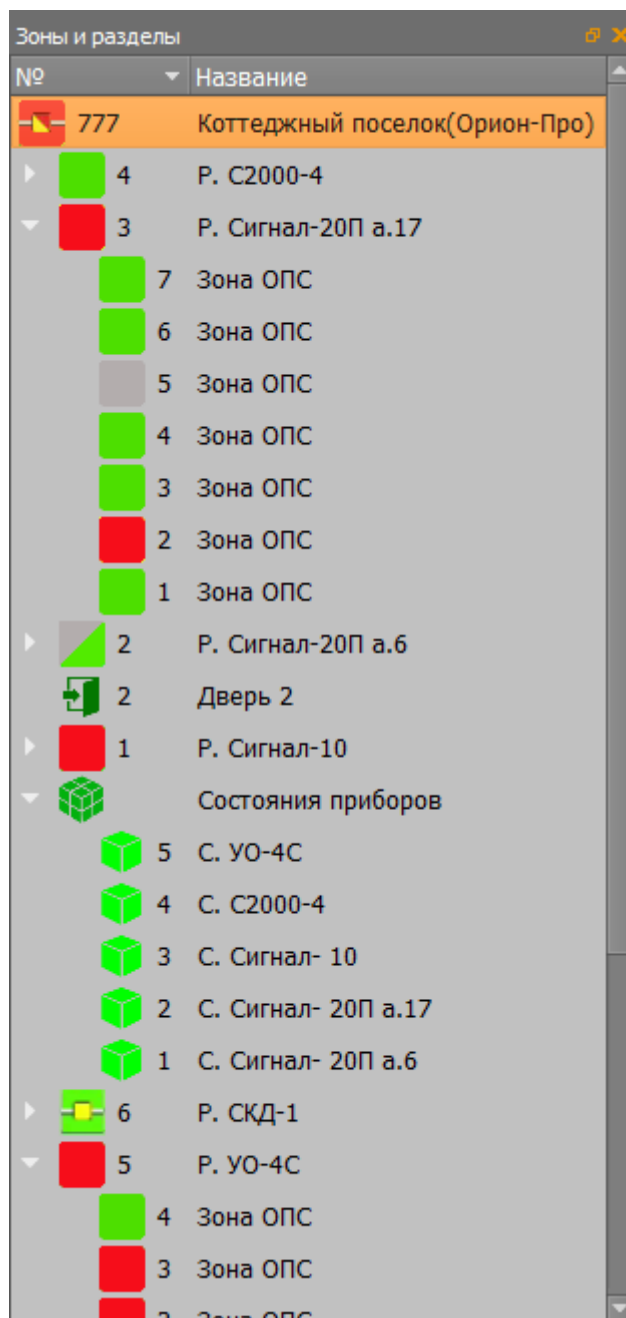 Зоны и разделы
№ Название
777 Коттеджный поселок(Орион-Про)
4 Р. С2000-4
3 Р. Сигнал-20П а.17
7 Зона ОПС
6 Зона ОПС
5 Зона ОПС
4 Зона ОПС
3 Зона ОПС
2 Зона ОПС
1 Зона ОПС
2 Р. Сигнал-20П а.6
2 Дверь 2
1 Р. Сигнал-10
Состояния приборов
5 С. УО-4С
4 С. С2000-4
3 С. Сигнал- 10
2 С. Сигнал- 20П а.17
1 С. Сигнал- 20П а.6
6 Р. СКД-1
5 Р. УО-4С
4 Зона ОПС
3 Зона ОПС
2 Зона ОПС